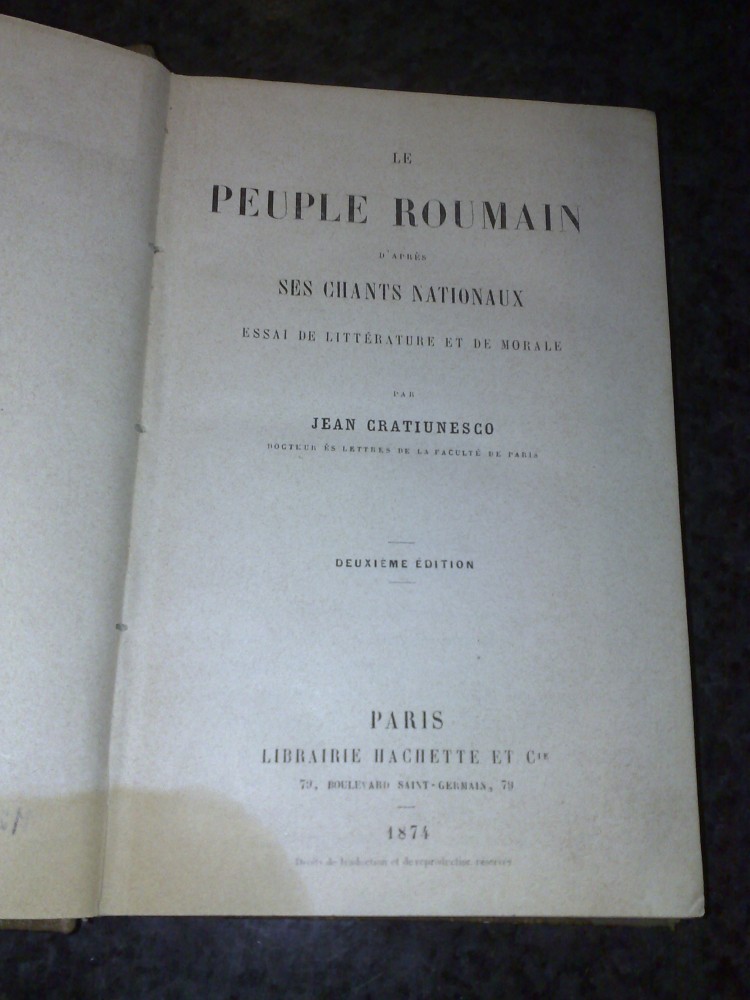 LE
PEUPLE ROUMAIN
D'APRÈS
SES CHANTS NATIONAUX
ESSAI DE LITTÉRATURE ET DE MORALE
PAR
JEAN CRATIUNESCO
DOCTEUR ÈS LETTRES DE LA FACULTÉ DE PARIS
DEUXIÈME ÉDITION
PARIS
LIBRAIRIE HACHETTE ET Cie
79, BOULEVARD SAINT-GERMAIN, 79
1874
Droits de traduction et de reproduction réservés